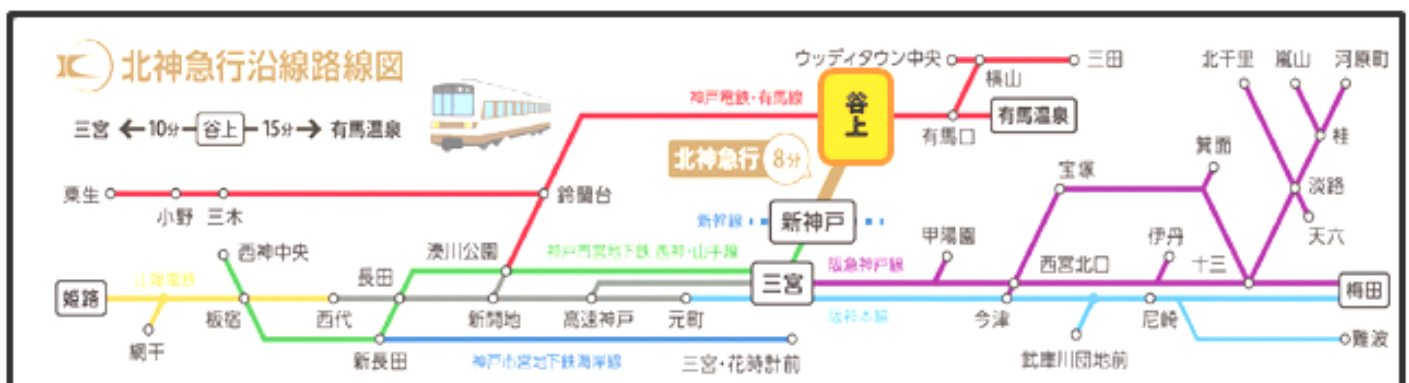 北神急行沿線路線図
三宮 ←10分─ 谷上 ─15分→ 有馬温泉
ウッディタウン中央
三田
横山
北千里
嵐山
河原町
神戸電鉄・有馬線
谷上
有馬温泉
有馬口
桂
北神急行 8分
箕面
宝塚
淡路
粟生
小野
三木
鈴蘭台
新幹線
新神戸
天六
西神中央
湊川公園
神戸市営地下鉄 西神・山手線
甲陽園
伊丹
長田
阪急神戸線
西宮北口
十三
山陽電鉄
姫路
三宮
梅田
板宿
西代
新開地
高速神戸
元町
阪神本線
今津
尼崎
網干
新長田
神戸市営地下鉄海岸線
三宮・花時計前
武庫川団地前
難波